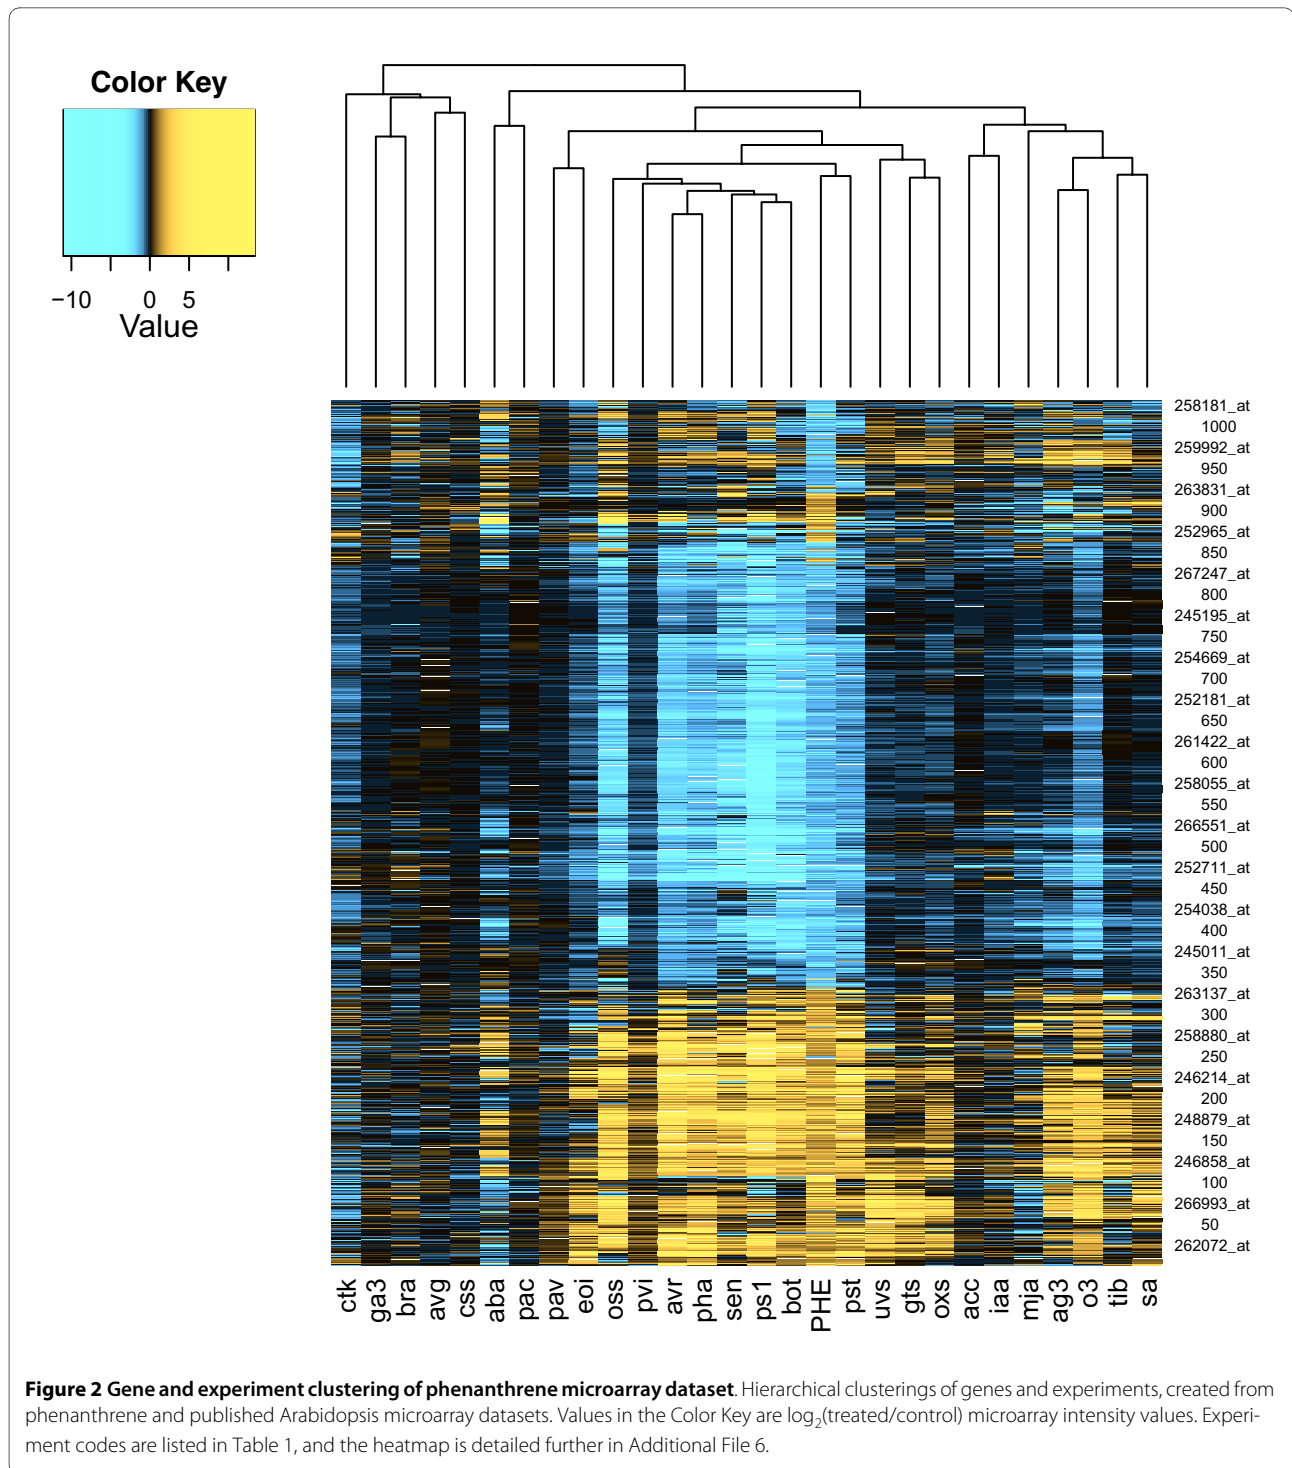 Color Key
−10 0 5
Value
258181_at
1000
259992_at
950
263831_at
900
252965_at
850
267247_at
800
245195_at
750
254669_at
700
252181_at
650
261422_at
600
258055_at
550
266551_at
500
252711_at
450
254038_at
400
245011_at
350
263137_at
300
258880_at
250
246214_at
200
248879_at
150
246858_at
100
266993_at
50
262072_at
ctk ga3 bra avg css aba pac pav eoi oss pvi avr pha sen ps1 bot PHE pst uvs gts oxs acc iaa mja ag3 o3 tib sa
Figure 2 Gene and experiment clustering of phenanthrene microarray dataset. Hierarchical clusterings of genes and experiments, created from
phenanthrene and published Arabidopsis microarray datasets. Values in the Color Key are log2(treated/control) microarray intensity values. Experi-
ment codes are listed in Table 1, and the heatmap is detailed further in Additional File 6.